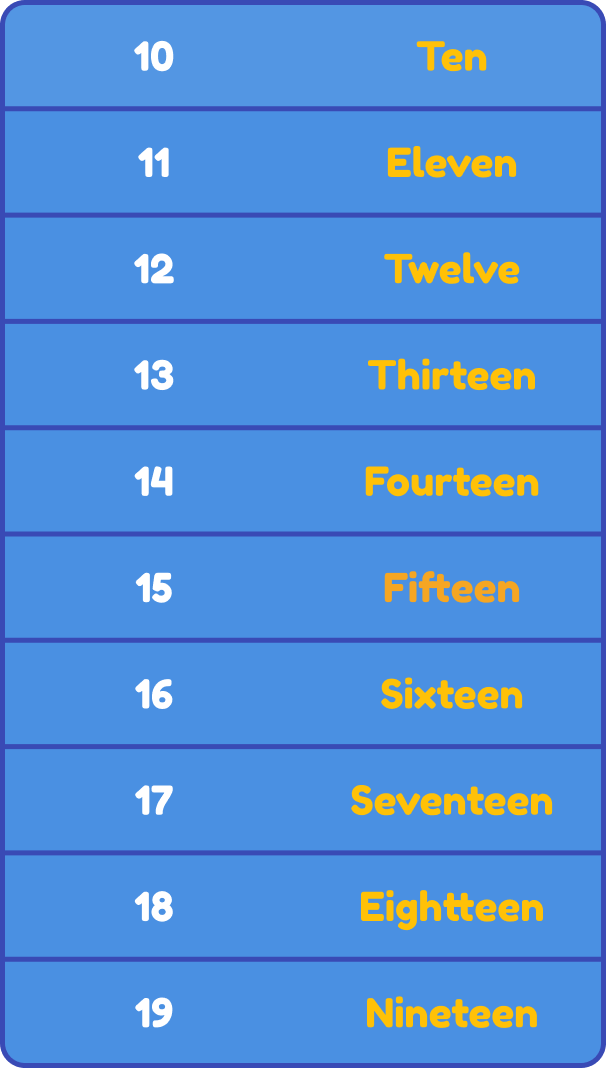 10 Ten
11 Eleven
12 Twelve
13 Thirteen
14 Fourteen
15 Fifteen
16 Sixteen
17 Seventeen
18 Eightteen
19 Nineteen